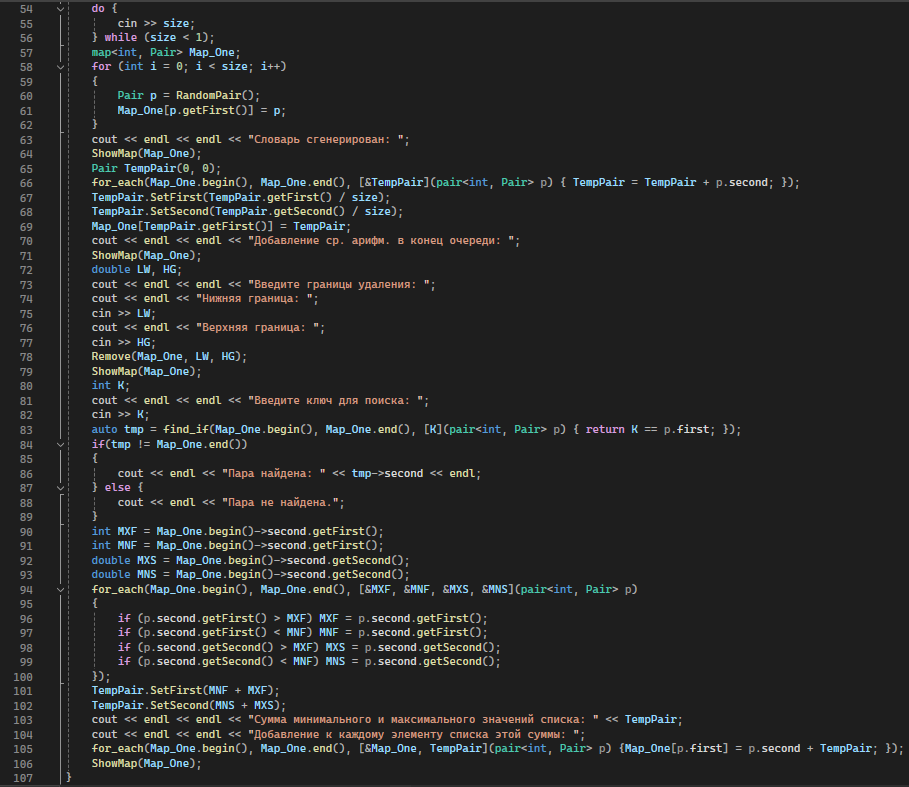 54 do {
55 cin >> size;
56 } while (size < 1);
57 map<int, Pair> Map_One;
58 for (int i = 0; i < size; i++)
59 {
60 Pair p = RandomPair();
61 Map_One[p.getFirst()] = p;
62 }
63 cout << endl << endl << "Словарь сгенерирован: ";
64 ShowMap(Map_One);
65 Pair TempPair(0, 0);
66 for_each(Map_One.begin(), Map_One.end(), [&TempPair](pair<int, Pair> p) { TempPair = TempPair + p.second; });
67 TempPair.SetFirst(TempPair.getFirst() / size);
68 TempPair.SetSecond(TempPair.getSecond() / size);
69 Map_One[TempPair.getFirst()] = TempPair;
70 cout << endl << endl << "Добавление ср. арифм. в конец очереди: ";
71 ShowMap(Map_One);
72 double LW, HG;
73 cout << endl << endl << "Введите границы удаления: ";
74 cout << endl << "Нижняя граница: ";
75 cin >> LW;
76 cout << endl << "Верхняя граница: ";
77 cin >> HG;
78 Remove(Map_One, LW, HG);
79 ShowMap(Map_One);
80 int K;
81 cout << endl << endl << "Введите ключ для поиска: ";
82 cin >> K;
83 auto tmp = find_if(Map_One.begin(), Map_One.end(), [K](pair<int, Pair> p) { return K == p.first; });
84 if(tmp != Map_One.end())
85 {
86 cout << endl << "Пара найдена: " << tmp->second << endl;
87 } else {
88 cout << endl << "Пара не найдена.";
89 }
90 int MXF = Map_One.begin()->second.getFirst();
91 int MNF = Map_One.begin()->second.getFirst();
92 double MXS = Map_One.begin()->second.getSecond();
93 double MNS = Map_One.begin()->second.getSecond();
94 for_each(Map_One.begin(), Map_One.end(), [&MXF, &MNF, &MXS, &MNS](pair<int, Pair> p)
95 {
96 if (p.second.getFirst() > MXF) MXF = p.second.getFirst();
97 if (p.second.getFirst() < MNF) MNF = p.second.getFirst();
98 if (p.second.getSecond() > MXF) MXS = p.second.getSecond();
99 if (p.second.getSecond() < MNF) MNS = p.second.getSecond();
100 });
101 TempPair.SetFirst(MNF + MXF);
102 TempPair.SetSecond(MNS + MXS);
103 cout << endl << endl << "Сумма минимального и максимального значений списка: " << TempPair;
104 cout << endl << endl << "Добавление к каждому элементу списка этой суммы: ";
105 for_each(Map_One.begin(), Map_One.end(), [&Map_One, TempPair](pair<int, Pair> p) {Map_One[p.first] = p.second + TempPair; });
106 ShowMap(Map_One);
107 }